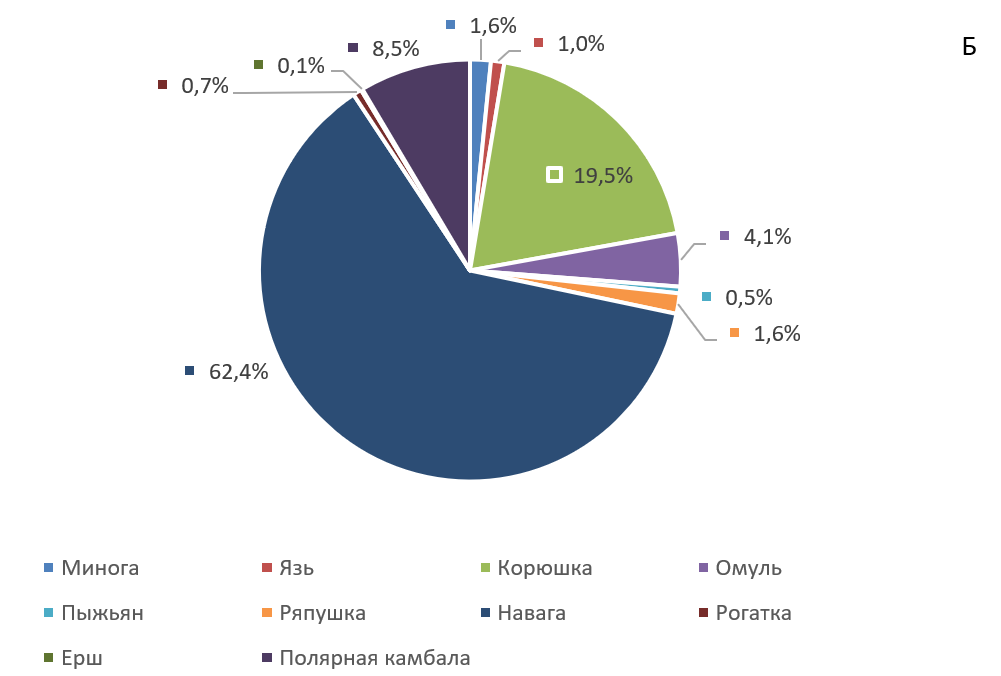 1,6%
1,0%
Б
8,5%
0,1%
0,7%
19,5%
4,1%
0,5%
1,6%
62,4%
Минога Язь Корюшка Омуль
Пыжьян Ряпушка Навага Рогатка
Ерш Полярная камбала